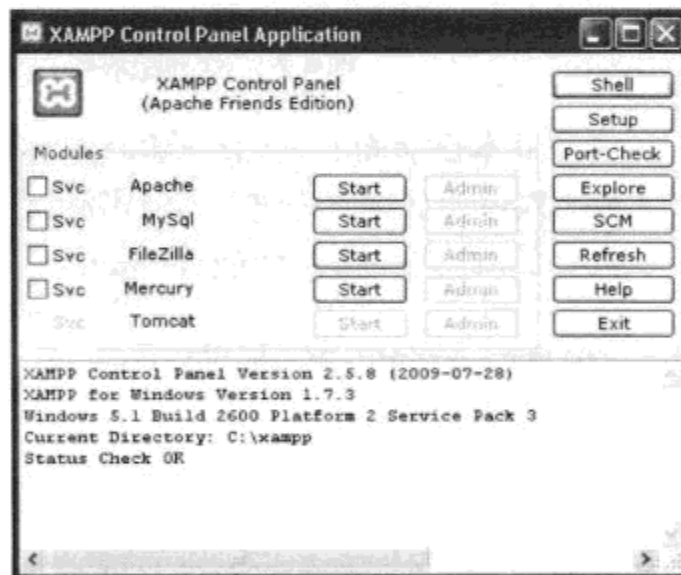 XAMPP Control Panel Application
XAMPP Control Panel
(Apache Friends Edition)
Shell
Setup
Port-Check
Modules
Svc Apache Start Admin Explore
Svc MySql Start Admin SCM
Svc FileZilla Start Admin Refresh
Svc Mercury Start Admin Help
Svc Tomcat Start Admin Exit
XAMPP Control Panel Version 2.5.8 (2009-07-28)
XAMPP for Windows Version 1.7.3
Windows 5.1 Build 2600 Platform 2 Service Pack 3
Current Directory: C:\xampp
Status Check OK